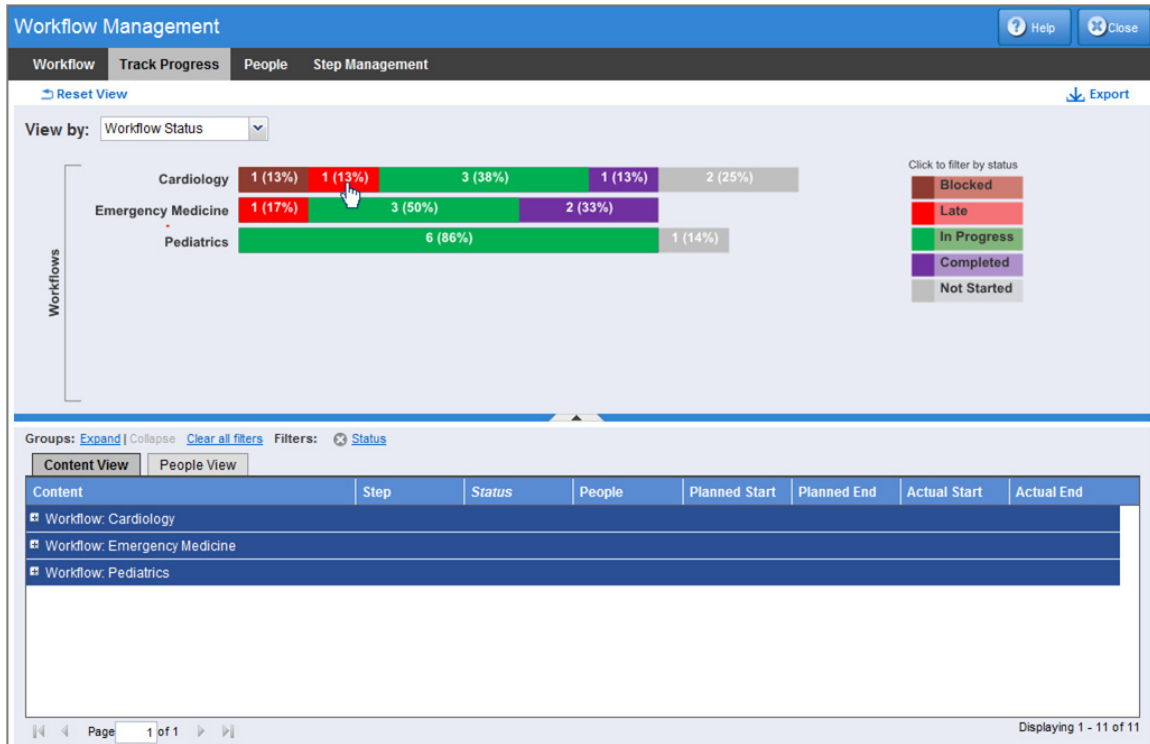 Workflow Management
Help
Close
Workflow Track Progress People Step Management
Reset View
Export
View by: Workflow Status
Click to filter by status
Cardiology 1 (13%) 1 (13%) 3 (38%) 1 (13%) 2 (25%)
Blocked
Emergency Medicine 1 (17%) 3 (50%) 2 (33%)
Late
Pediatrics 6 (86%) 1 (14%)
In Progress
Completed
Not Started
Workflows
Groups: Expand | Collapse Clear all filters Filters: Status
Content View People View
Content Step Status People Planned Start Planned End Actual Start Actual End
Workflow: Cardiology
Workflow: Emergency Medicine
Workflow: Pediatrics
Page 1 of 1
Displaying 1 - 11 of 11